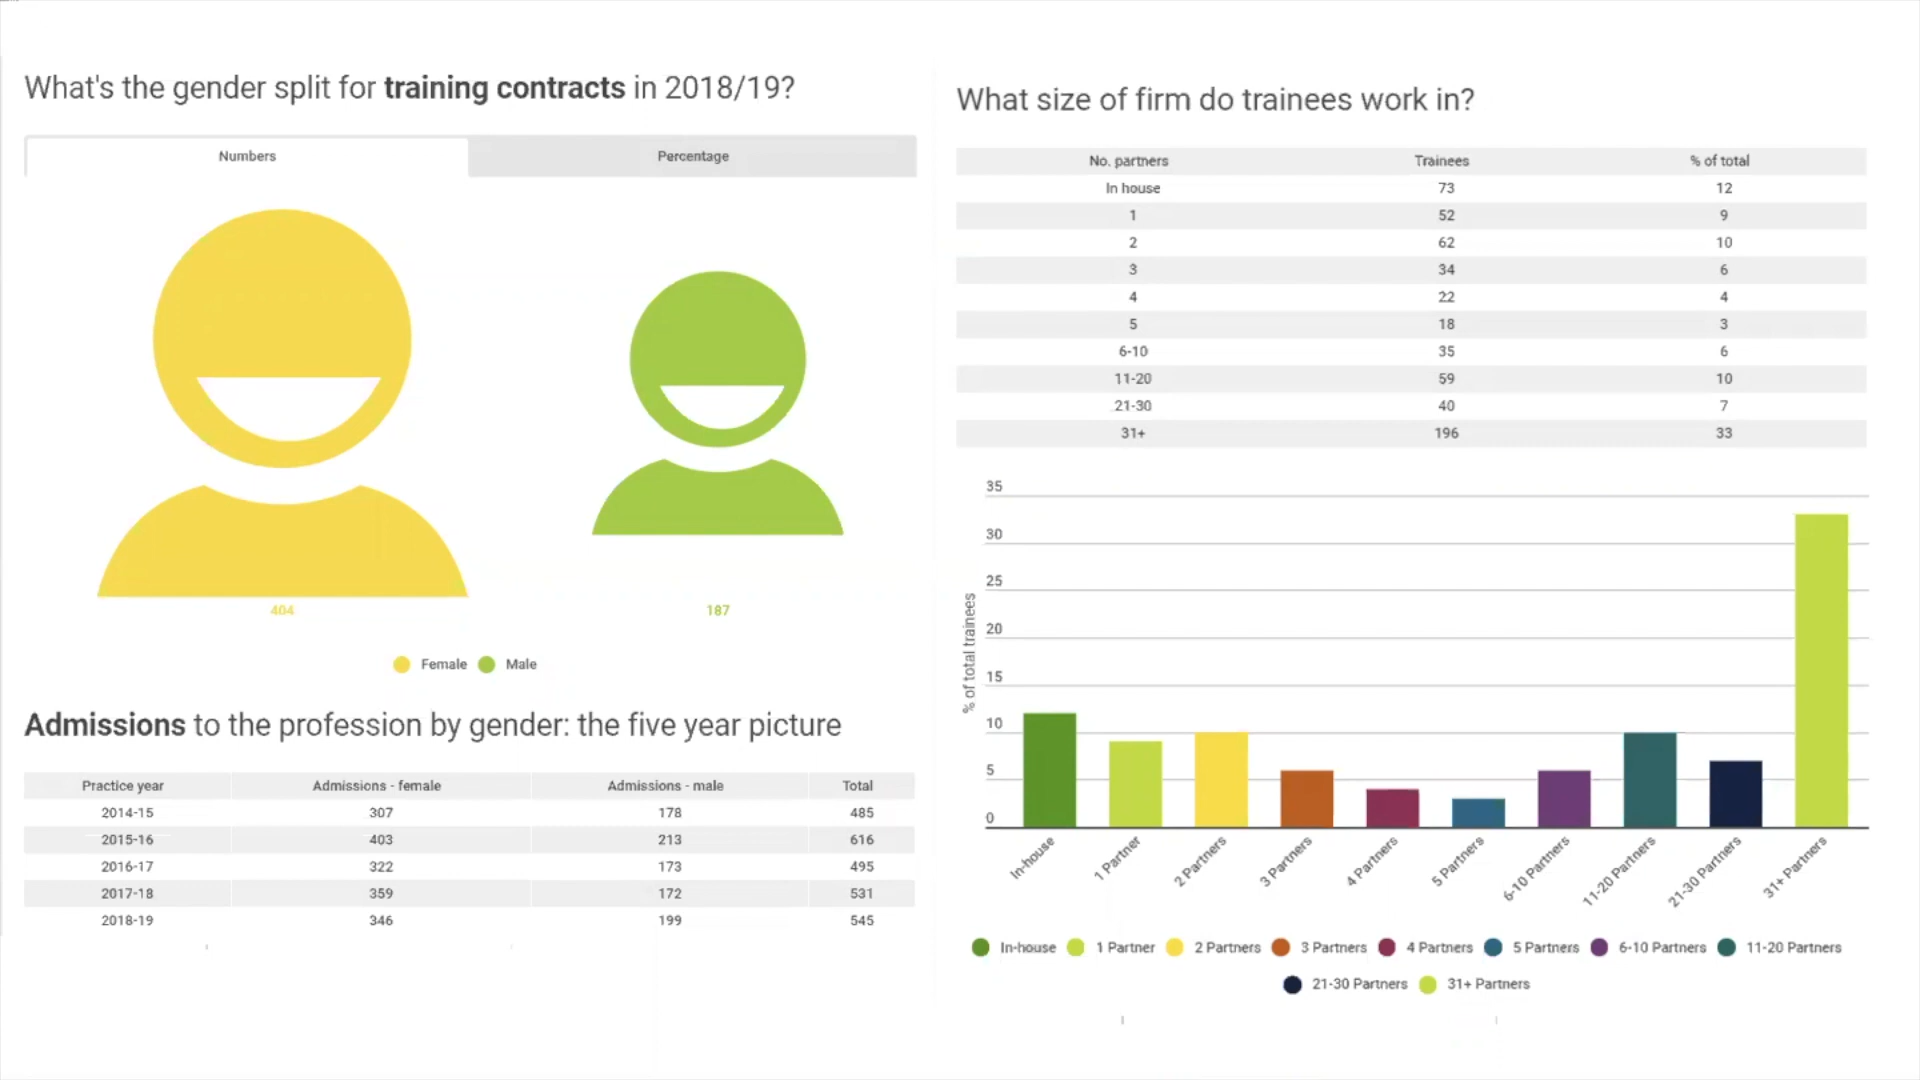 What's the gender split for training contracts in 2018/19?
Numbers Percentage
404 187
Female Male
Admissions to the profession by gender: the five year picture
Practice year Admissions - female Admissions - male Total
2014-15 307 178 485
2015-16 403 213 616
2016-17 322 173 495
2017-18 359 172 531
2018-19 346 199 545
What size of firm do trainees work in?
No. partners Trainees % of total
In house 73 12
1 52 9
2 62 10
3 34 6
4 22 4
5 18 3
6-10 35 6
11-20 59 10
21-30 40 7
31+ 196 33
% of total trainees
35
30
25
20
15
10
5
0
In-house 1 Partner 2 Partners 3 Partners 4 Partners 5 Partners 6-10 Partners 11-20 Partners 21-30 Partners 31+ Partners
In-house 1 Partner 2 Partners 3 Partners 4 Partners 5 Partners 6-10 Partners 11-20 Partners
21-30 Partners 31+ Partners